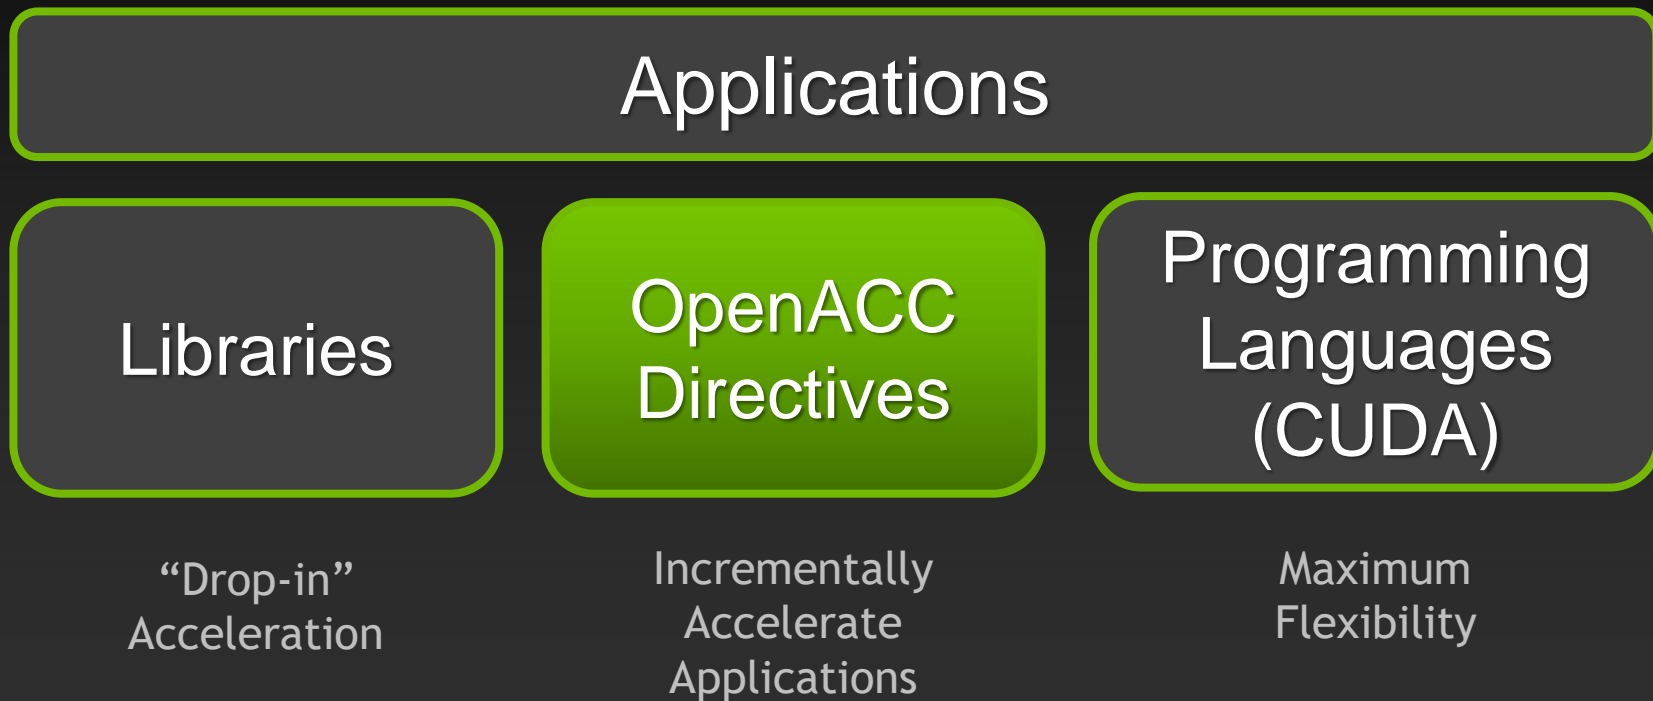 Applications
Libraries
“Drop-in”
Acceleration
OpenACC
Directives
Incrementally
Accelerate
Applications
Programming
Languages
(CUDA)
Maximum
Flexibility